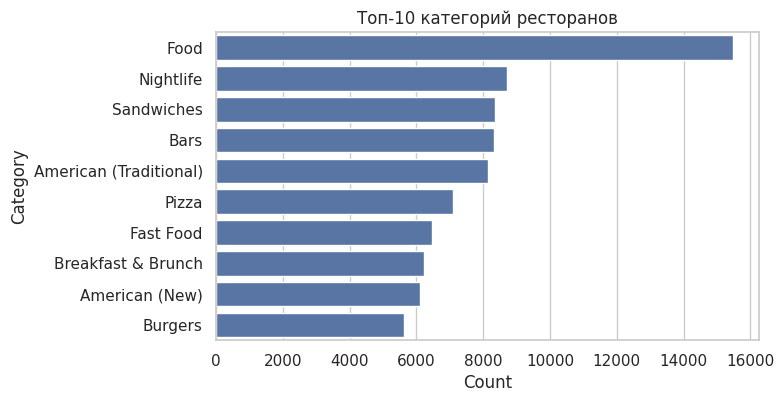 Топ-10 категорий ресторанов
Category
Food
Nightlife
Sandwiches
Bars
American (Traditional)
Pizza
Fast Food
Breakfast & Brunch
American (New)
Burgers
0 2000 4000 6000 8000 10000 12000 14000 16000
Count